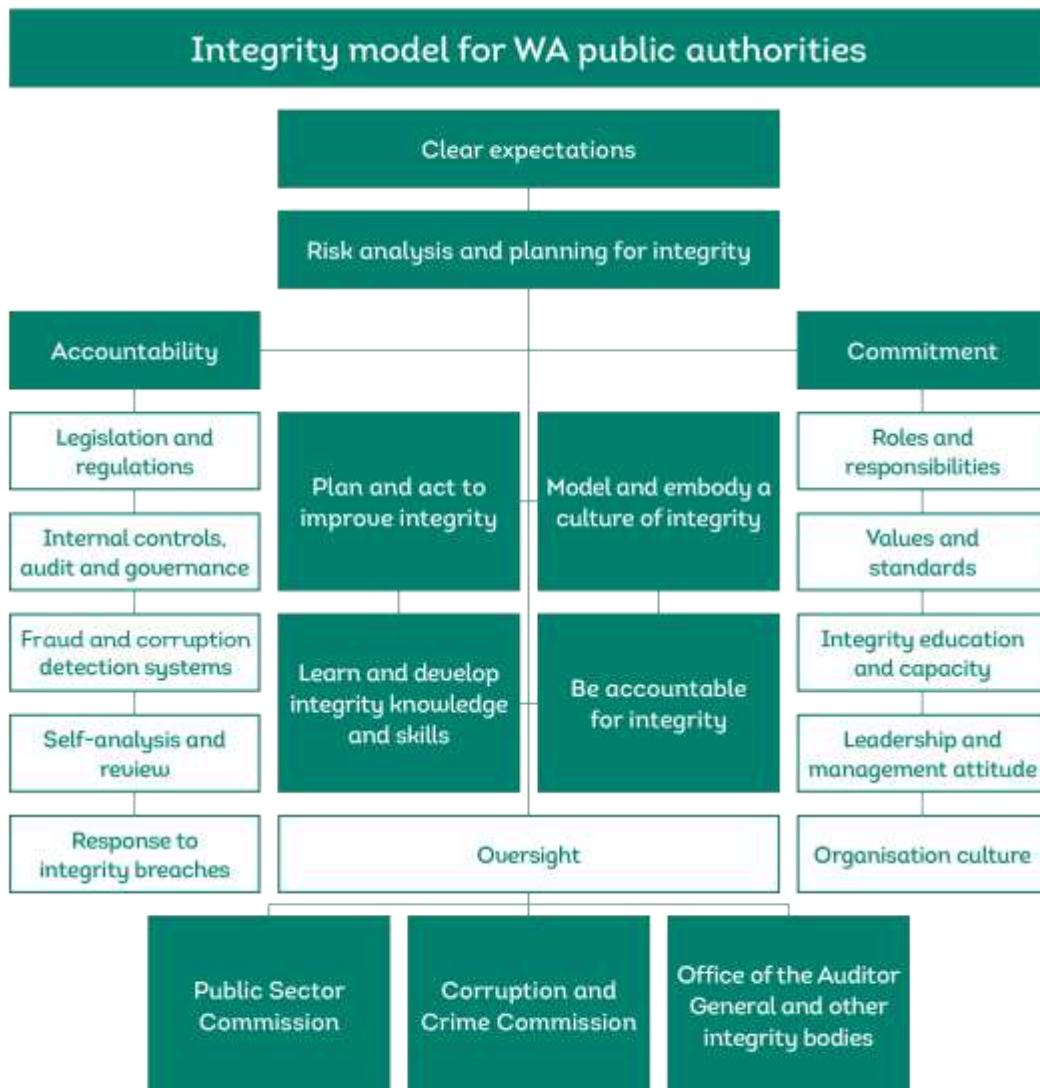 Integrity model for WA public authorities
Clear expectations
Risk analysis and planning for integrity
Accountability
Commitment
Legislation and
regulations
Internal controls,
audit and governance
Fraud and corruption
detection systems
Self-analysis and
review
Response to
integrity breaches
Plan and act to
improve integrity
Model and embody a
culture of integrity
Learn and develop
integrity knowledge
and skills
Be accountable
for integrity
Roles and
responsibilities
Values and
standards
Integrity education
and capacity
Leadership and
management attitude
Organisation culture
Oversight
Public Sector
Commission
Corruption and
Crime Commission
Office of the Auditor
General and other
integrity bodies